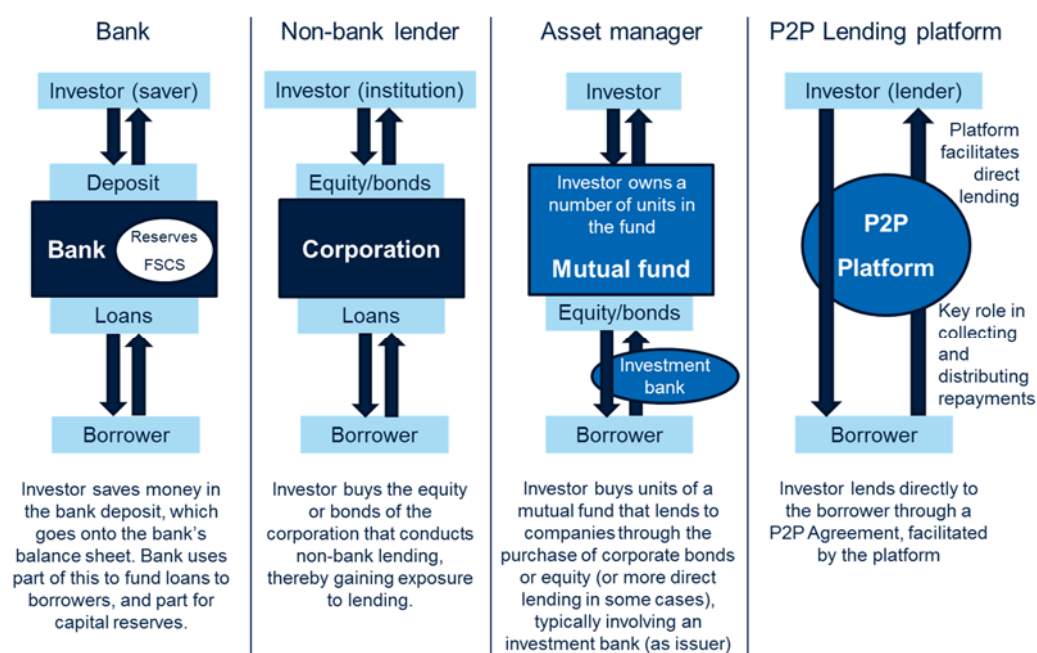 Bank
Investor (saver)
Deposit
Bank
Reserves
FSCS
Loans
Borrower
Investor saves money in
the bank deposit, which
goes onto the bank's
balance sheet. Bank uses
part of this to fund loans to
borrowers, and part for
capital reserves.
Non-bank lender
Investor (institution)
Equity/bonds
Corporation
Loans
Borrower
Investor buys the equity
or bonds of the
corporation that conducts
non-bank lending,
thereby gaining exposure
to lending.
Asset manager
Investor
Investor owns a
number of units in
the fund
Mutual fund
Equity/bonds
Investment
bank
Borrower
Investor buys units of a
mutual fund that lends to
companies through the
purchase of corporate bonds
or equity (or more direct
lending in some cases),
typically involving an
investment bank (as issuer)
P2P Lending platform
Investor (lender)
Platform
facilitates
direct
lending
P2P
Platform
Key role in
collecting
and
distributing
repayments
Borrower
Investor lends directly to
the borrower through a
P2P Agreement, facilitated
by the platform